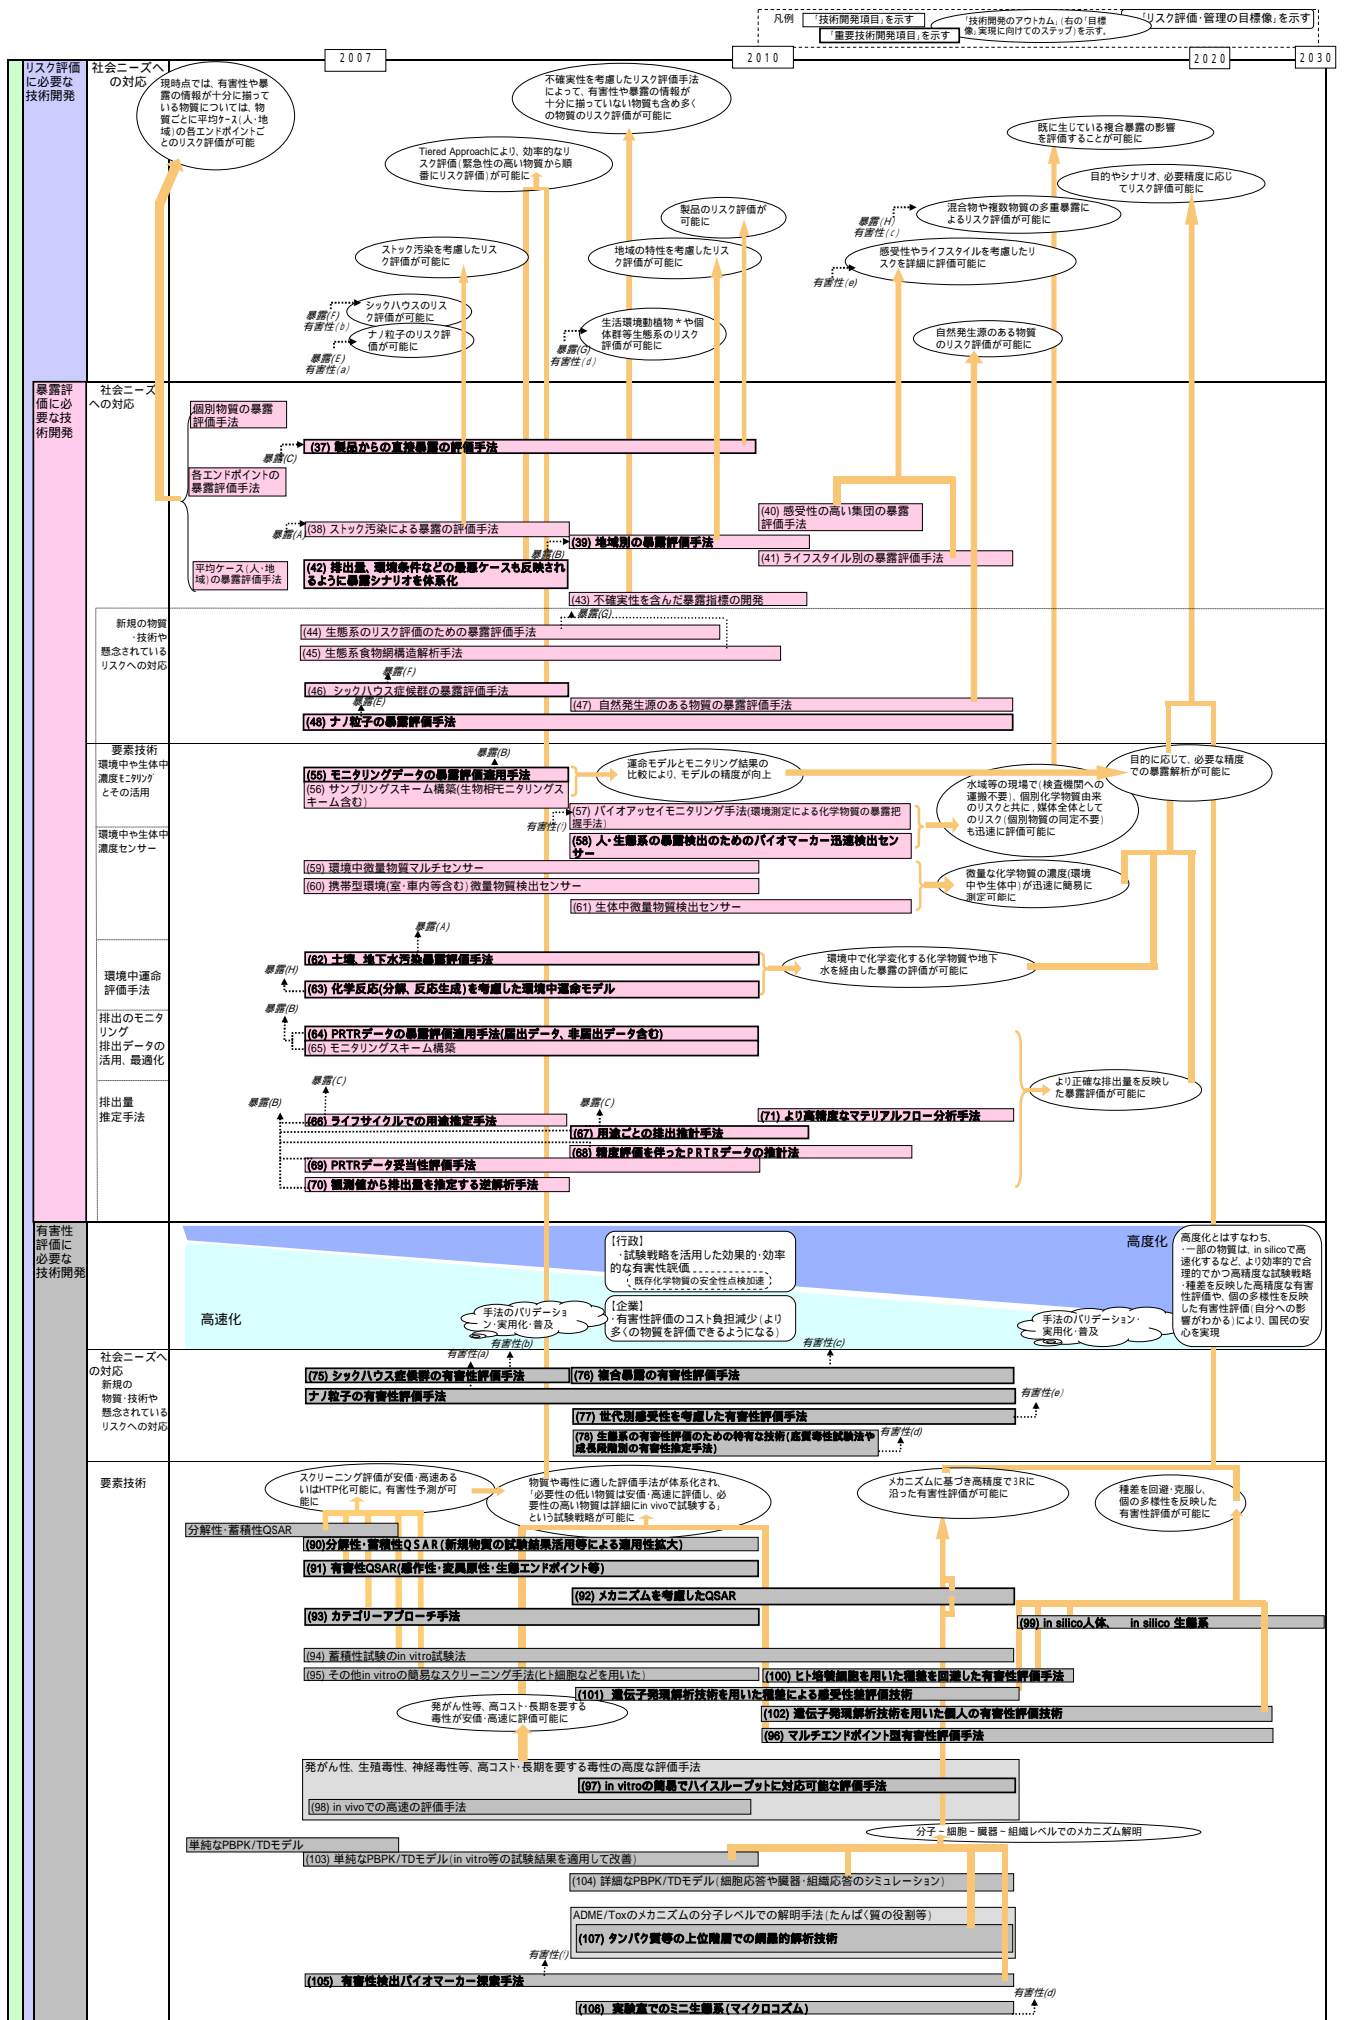 凡例
「技術開発項目」を示す
「重要技術開発項目」を示す
「技術開発のアウトカム」(右の「目標
像」実現に向けてのステップ)を示す。
「リスク評価・管理の目標像」を示す
2007
2010
2020
2030
リスク評価
に必要な
技術開発
社会ニーズへ
の対応
現時点では、有害性や暴
露の情報が十分に揃って
いる物質については、物
質ごとに平均ケース(人・地
域)の各エンドポイントご
とのリスク評価が可能
不確実性を考慮したリスク評価手法
によって、有害性や暴露の情報が
十分に揃っていない物質も含め多く
の物質のリスク評価が可能に
Tiered Approachにより、効率的なリ
スク評価(緊急性の高い物質から順
番にリスク評価)が可能に
既に生じている複合暴露の影響
を評価することが可能に
目的やシナリオ、必要精度に応じ
てリスク評価可能に
製品のリスク評価が
可能に
混合物や複数物質の多重暴露に
よるリスク評価が可能に
暴露(H)
有害性(c)
ストック汚染を考慮したリス
ク評価が可能に
地域の特性を考慮したリス
ク評価が可能に
感受性やライフスタイルを考慮したリ
スクを詳細に評価可能に
有害性(e)
シックハウスのリス
ク評価が可能に
暴露(F)
有害性(b)
ナノ粒子のリスク評
価が可能に
暴露(E)
有害性(a)
生活環境動植物*や個
体群等生態系のリスク
評価が可能に
暴露(G)
有害性(d)
自然発生源のある物質
のリスク評価が可能に
暴露評
価に必
要な技
術開発
社会ニーズ
への対応
個別物質の暴露
評価手法
(37) 製品からの直接暴露の評価手法
暴露(C)
各エンドポイントの
暴露評価手法
(40) 感受性の高い集団の暴露
評価手法
暴露(A)
(38) ストック汚染による暴露の評価手法
(39) 地域別の暴露評価手法
暴露(B)
(41) ライフスタイル別の暴露評価手法
平均ケース(人・地
域)の暴露評価手法
(42) 排出量、環境条件などの最悪ケースも反映され
るように暴露シナリオを体系化
(43) 不確実性を含んだ暴露指標の開発
新規の物質
・技術や
懸念されている
リスクへの対応
暴露(G)
(44) 生態系のリスク評価のための暴露評価手法
(45) 生態系食物網構造解析手法
暴露(F)
(46) シックハウス症候群の暴露評価手法
暴露(E)
(47) 自然発生源のある物質の暴露評価手法
(48) ナノ粒子の暴露評価手法
要素技術
環境中や生体中
濃度モニタリング
とその活用
暴露(B)
(55) モニタリングデータの暴露評価適用手法
(56) サンプリングスキーム構築(生物相モニタリングス
キーム含む)
運命モデルとモニタリング結果の
比較により、モデルの精度が向上
目的に応じて、必要な精度
での暴露解析が可能に
水域等の現場で(検査機関への
運搬不要)、個別化学物質由来
のリスクと共に,媒体全体として
のリスク(個別物質の同定不要)
も迅速に評価可能に
有害性(f)
(57) バイオアッセイモニタリング手法(環境測定による化学物質の暴露把
握手法)
環境中や生体中
濃度センサー
(58) 人・生態系の暴露検出のためのバイオマーカー迅速検出セン
サー
(59) 環境中微量物質マルチセンサー
(60) 携帯型環境(室・車内等含む)微量物質検出センサー
(61) 生体中微量物質検出センサー
微量な化学物質の濃度(環境
中や生体中)が迅速に簡易に
測定可能に
暴露(A)
環境中運命
評価手法
(62) 土壌、地下水汚染暴露評価手法
暴露(H)
(63) 化学反応(分解、反応生成)を考慮した環境中運命モデル
環境中で化学変化する化学物質や地下
水を経由した暴露の評価が可能に
排出のモニタ
リング
排出データの
活用、最適化
暴露(B)
(64) PRTRデータの暴露評価適用手法(届出データ、非届出データ含む)
(65) モニタリングスキーム構築
より正確な排出量を反映し
た暴露評価が可能に
排出量
推定手法
暴露(C)
暴露(B)
暴露(C)
(66) ライフサイクルでの用途推定手法
(71) より高精度なマテリアルフロー分析手法
(67) 用途ごとの排出推計手法
(68) 精度評価を伴ったPRTRデータの推計法
(69) PRTRデータ妥当性評価手法
(70) 観測値から排出量を推定する逆解析手法
有害性
評価に
必要な
技術開発
高速化
【行政】
・試験戦略を活用した効果的・効率
的な有害性評価
既存化学物質の安全性点検加速
【企業】
・有害性評価のコスト負担減少(より
多くの物質を評価できるようになる)
手法のバリデーショ
ン・実用化・普及
高度化
高度化とはすなわち、
・一部の物質は、in silicoで高
速化するなど、より効率的で合
理的でかつ高精度な試験戦略
・種差を反映した高精度な有害
性評価や、個の多様性を反映
した有害性評価(自分への影
響がわかる)により、国民の安
心を実現
手法のバリデーション・
実用化・普及
社会ニーズへ
の対応
新規の
物質・技術や
懸念されている
リスクへの対応
有害性(b)
有害性(a)
有害性(c)
(75) シックハウス症候群の有害性評価手法
(76) 複合暴露の有害性評価手法
ナノ粒子の有害性評価手法
有害性(e)
(77) 世代別感受性を考慮した有害性評価手法
(78) 生態系の有害性評価のための特有な技術(底質毒性試験法や
成長段階別の有害性推定手法)
有害性(d)
要素技術
スクリーニング評価が安価・高速ある
いはHTP化可能に。有害性予測が可
能に
物質や毒性に適した評価手法が体系化され、
「必要性の低い物質は安価・高速に評価し、必
要性の高い物質は詳細にin vivoで試験する」
という試験戦略が可能に
メカニズムに基づき高精度で3Rに
沿った有害性評価が可能に
種差を回避・克服し、
個の多様性を反映した
有害性評価が可能に
分解性・蓄積性QSAR
(90)分解性・蓄積性QSAR(新規物質の試験結果活用等による適用性拡大)
(91) 有害性QSAR(感作性・変異原性・生態エンドポイント等)
(92) メカニズムを考慮したQSAR
(93) カテゴリーアプローチ手法
(99) in silico人体、 in silico 生態系
(94) 蓄積性試験のin vitro試験法
(95) その他in vitroの簡易なスクリーニング手法(ヒト細胞などを用いた)
(100) ヒト培養細胞を用いた種差を回避した有害性評価手法
(101) 遺伝子発現解析技術を用いた種差による感受性差評価技術
発がん性等、高コスト・長期を要する
毒性が安価・高速に評価可能に
(102) 遺伝子発現解析技術を用いた個人の有害性評価技術
(96) マルチエンドポイント型有害性評価手法
発がん性、生殖毒性、神経毒性等、高コスト・長期を要する毒性の高度な評価手法
(97) in vitroの簡易でハイスループットに対応可能な評価手法
(98) in vivoでの高速の評価手法
分子~細胞~臓器~組織レベルでのメカニズム解明
単純なPBPK/TDモデル
(103) 単純なPBPK/TDモデル(in vitro等の試験結果を適用して改善)
(104) 詳細なPBPK/TDモデル(細胞応答や臓器・組織応答のシミュレーション)
ADME/Toxのメカニズムの分子レベルでの解明手法(たんぱく質の役割等)
(107) タンパク質等の上位階層での網羅的解析技術
有害性(f)
(105) 有害性検出バイオマーカー探索手法
有害性(d)
(106) 実験室でのミニ生態系(マイクロコズム)